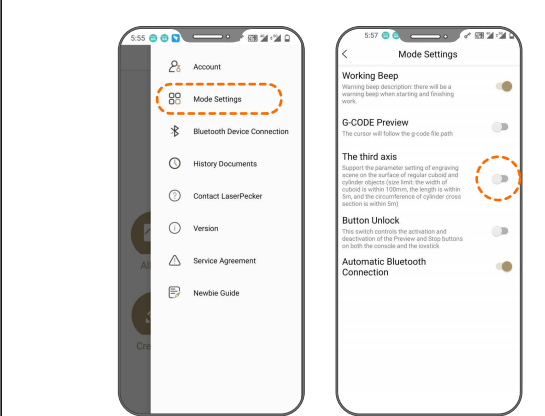 5:55
Account
Mode Settings
Bluetooth Device Connection
History Documents
Contact LaserPecker
Version
Service Agreement
Newbie Guide
All
Cre
5:57
Mode Settings
Working Beep
Warning beep description: there will be a
warning beep when starting and finishing
work.
G-CODE Preview
The cursor will follow the g-code file path
The third axis
Support the parameter setting of engraving
scene on the surface of regular cuboid and
cylinder objects (size limit: the width of
cuboid is within 100mm, the length is within
5m, and the circumference of cylinder cross
section is within 5m)
Button Unlock
This switch controls the activation and
deactivation of the Preview and Stop buttons
on both the console and the joystick
Automatic Bluetooth
Connection